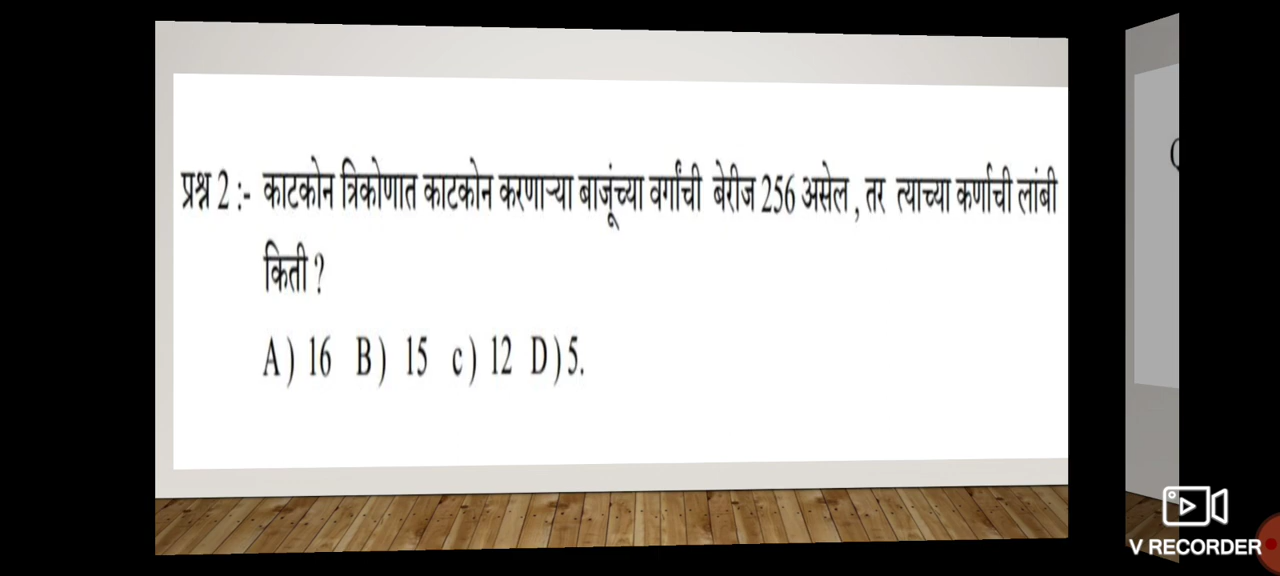 प्रश्न 2 :- काटकोन त्रिकोणात काटकोन करणाऱ्या बाजूंच्या वर्गांची बेरीज 256 असेल , तर त्याच्या कर्णाची लांबी
किती ?
A) 16 B) 15 c) 12 D)5.
V RECORDER